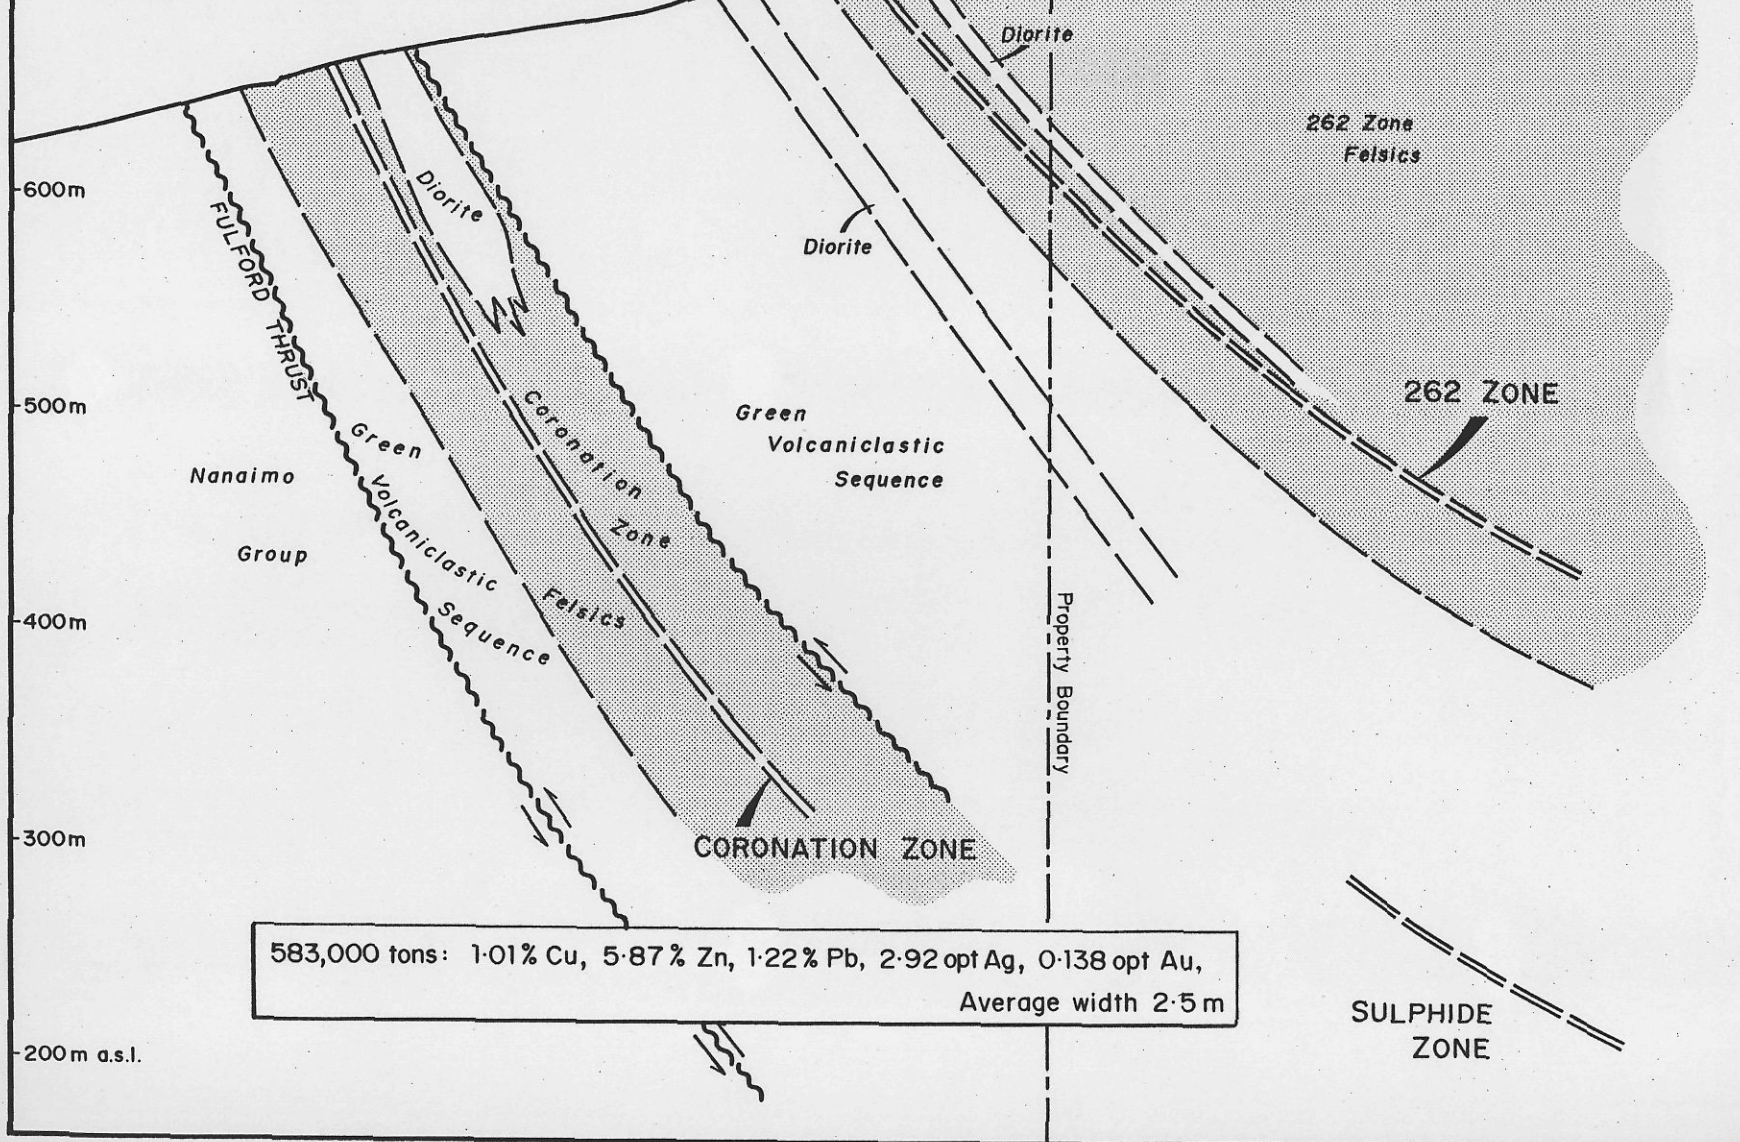 Diorite
262 Zone
Felsics
600m
Diorite
FULFORD THRUST
Diorite
262 ZONE
500m
Green
Volcaniclastic
Sequence
Coronation
Zone
Felsics
Green
Volcaniclastic
Sequence
Nanaimo
Group
400m
Property Boundary
300m
CORONATION ZONE
583,000 tons: 1·01% Cu, 5·87% Zn, 1·22% Pb, 2·92 opt Ag, 0·138 opt Au,
Average width 2·5 m
SULPHIDE
ZONE
200m a.s.l.